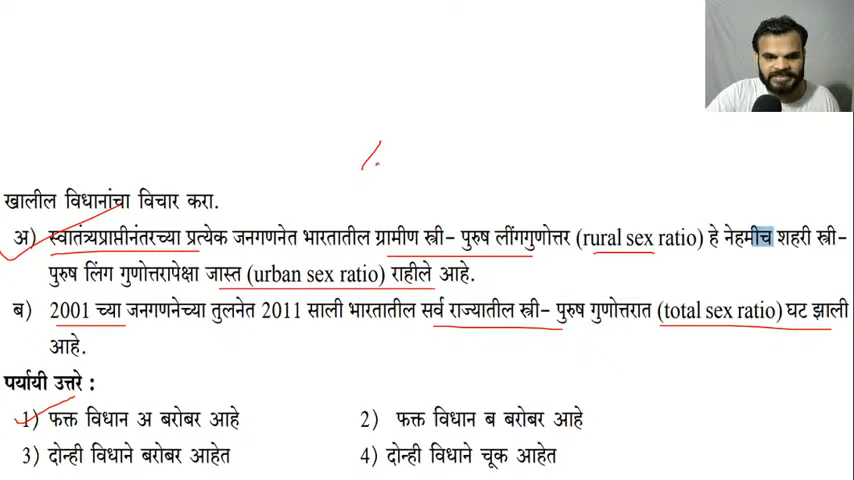 खालील विधानांचा विचार करा.
अ) स्वातंत्र्यप्राप्तीनंतरच्या प्रत्येक जनगणनेत भारतातील ग्रामीण स्त्री- पुरुष लींगगुणोत्तर (rural sex ratio) हे नेहमीच शहरी स्त्री-
पुरुष लिंग गुणोत्तरापेक्षा जास्त (urban sex ratio) राहीले आहे.
ब) 2001 च्या जनगणनेच्या तुलनेत 2011 साली भारतातील सर्व राज्यातील स्त्री- पुरुष गुणोत्तरात (total sex ratio) घट झाली
आहे.
पर्यायी उत्तरे :
1) फक्त विधान अ बरोबर आहे 2) फक्त विधान ब बरोबर आहे
3) दोन्ही विधाने बरोबर आहेत 4) दोन्ही विधाने चूक आहेत